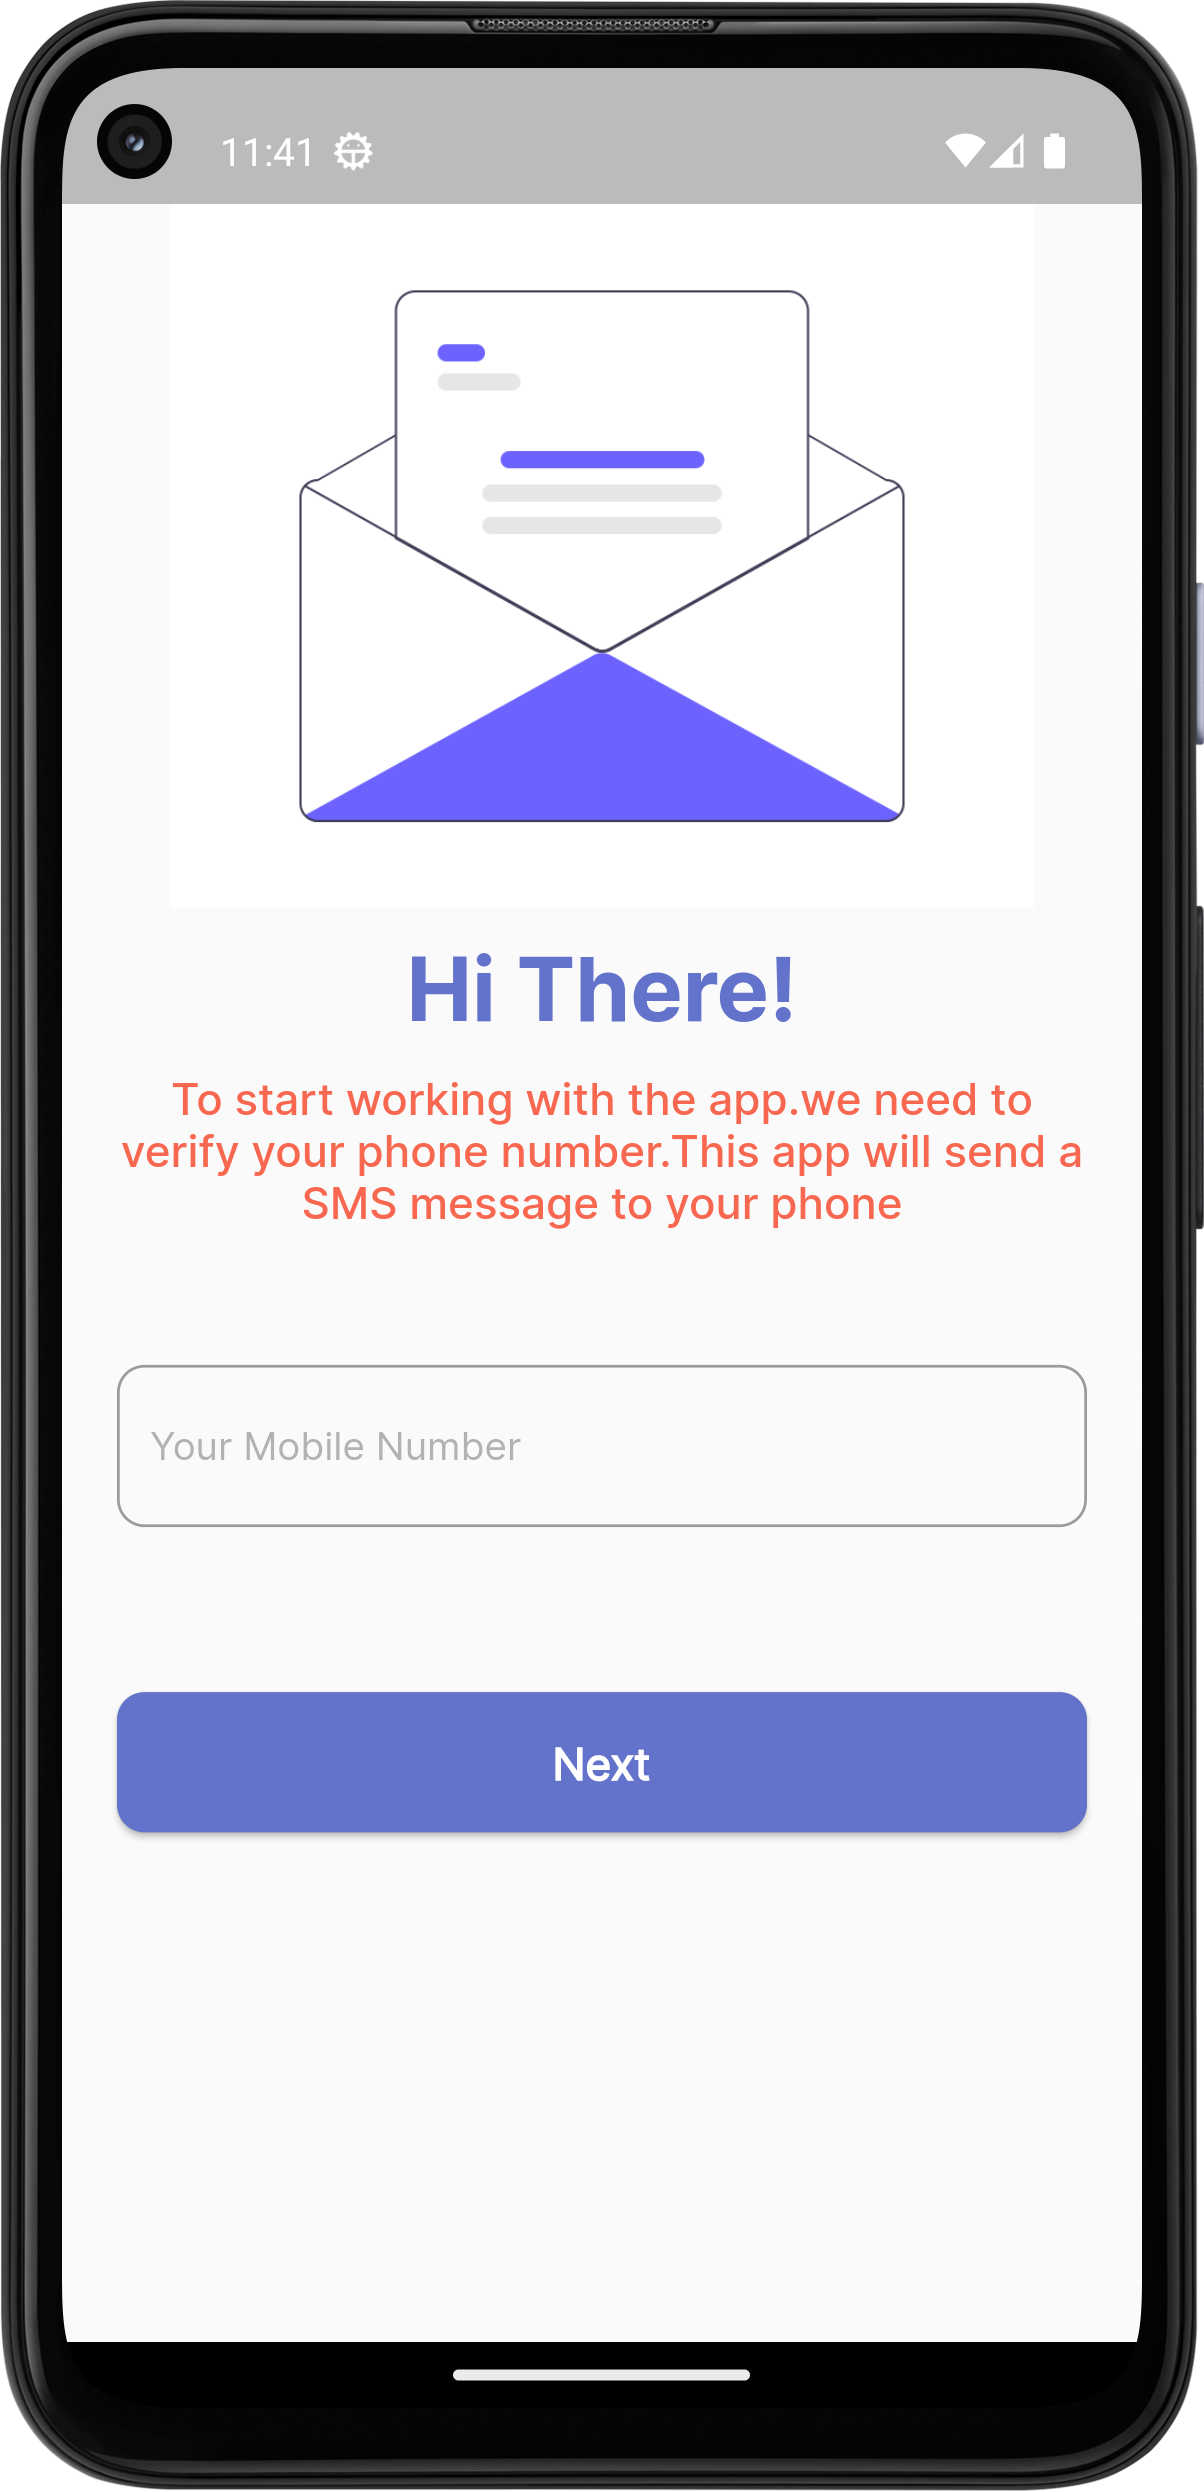 11:41
Hi There!
To start working with the app.we need to
verify your phone number.This app will send a
SMS message to your phone
Your Mobile Number
Next